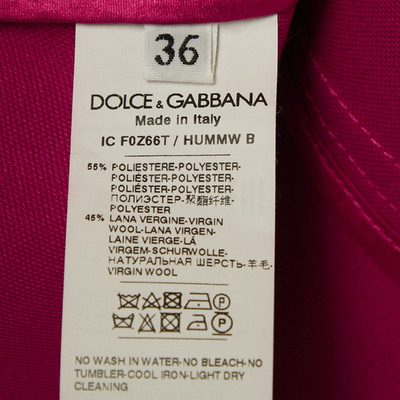 36
DOLCE & GABBANA
Made in Italy
IC F0Z66T / HUMMW B
55% POLIESTERE-POLYESTER-
POLIÉSTER-POLYESTER-
POLIÉSTER-POLYESTER-
ПОЛИЭСТЕР-聚酯纤维-
POLYESTER
45% LANA VERGINE-VIRGIN
WOOL-LANA VIRGEN-
LAINE VIERGE-LÃ
VIRGEM-SCHURWOLLE-
НАТУРАЛЬНАЯ ШЕРСТЬ-羊毛-
VIRGIN WOOL
NO WASH IN WATER-NO BLEACH-NO
TUMBLER-COOL IRON-LIGHT DRY
CLEANING